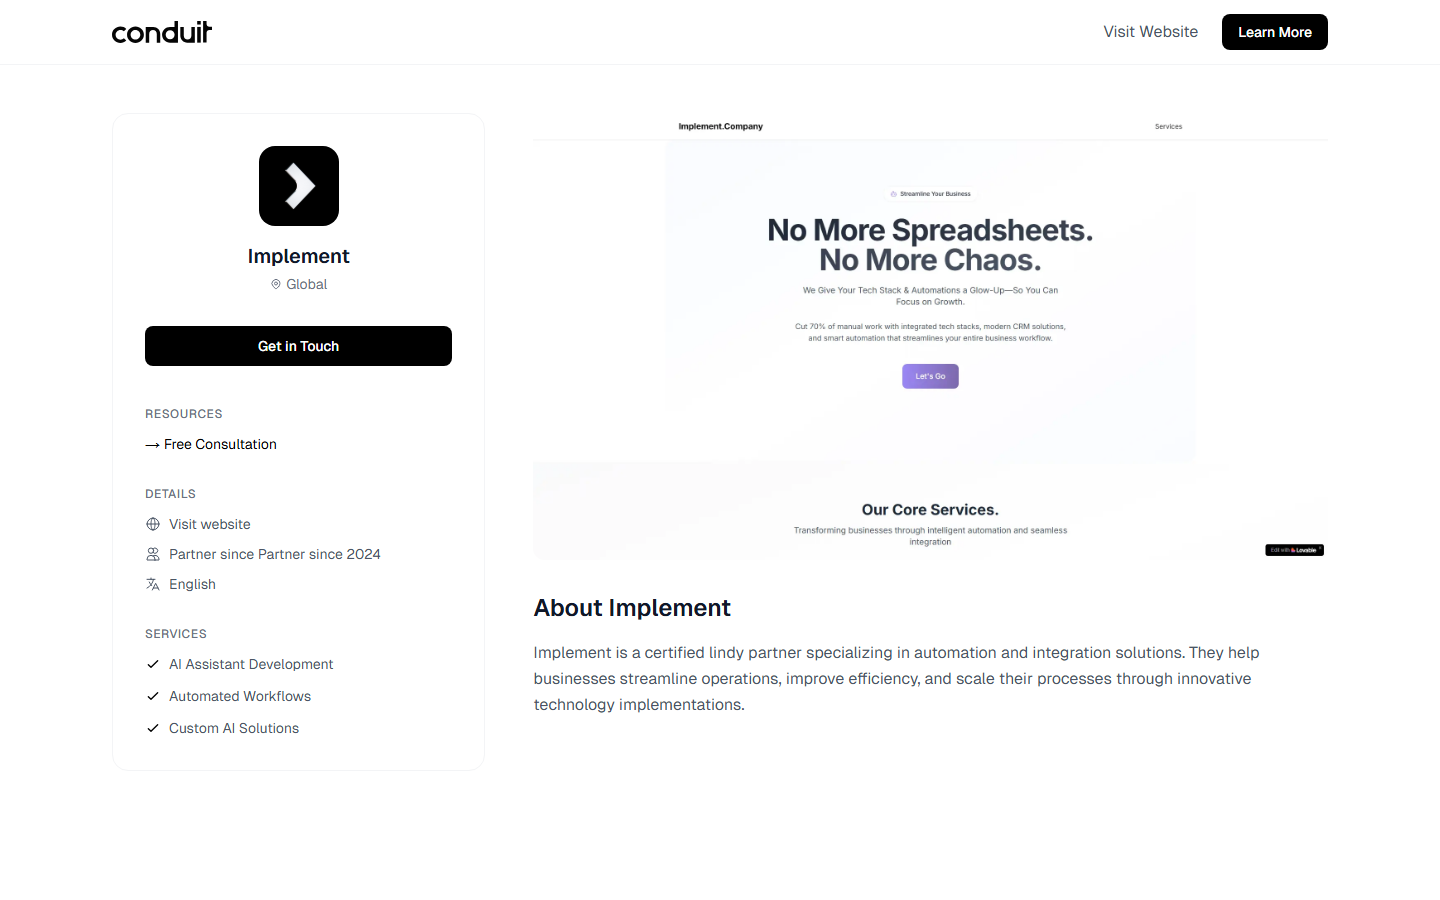 conduit
Visit Website
Learn More
Implement
Global
Get in Touch
RESOURCES
→ Free Consultation
DETAILS
Visit website
Partner since Partner since 2024
English
SERVICES
AI Assistant Development
Automated Workflows
Custom AI Solutions
Implement.Company
Services
Streamline Your Business
No More Spreadsheets.
No More Chaos.
We Give Your Tech Stack & Automations a Glow-Up—So You Can
Focus on Growth.
Cut 70% of manual work with integrated tech stacks, modern CRM solutions,
and smart automation that streamlines your entire business workflow.
Let's Go
Our Core Services.
Transforming businesses through intelligent automation and seamless
integration
Edit with Lovable
About Implement
Implement is a certified lindy partner specializing in automation and integration solutions. They help
businesses streamline operations, improve efficiency, and scale their processes through innovative
technology implementations.